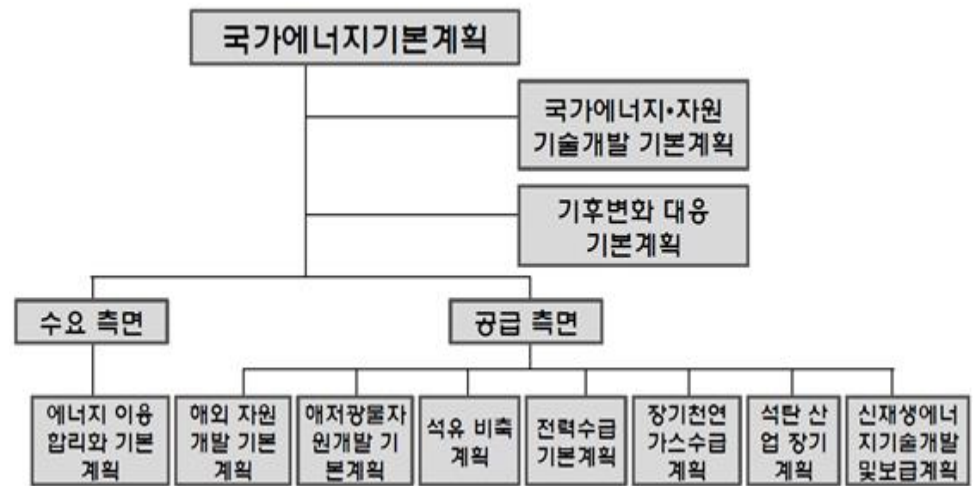 국가에너지기본계획
국가에너지•자원
기술개발 기본계획
기후변화 대응
기본계획
수요 측면
공급 측면
에너지 이용
합리화 기본
계획
해외 자원
개발 기본
계획
해저광물자
원개발 기
본계획
석유 비축
계획
전력수급
기본계획
장기천연
가스수급
계획
석탄 산
업 장기
계획
신재생에너
지기술개발
및보급계획